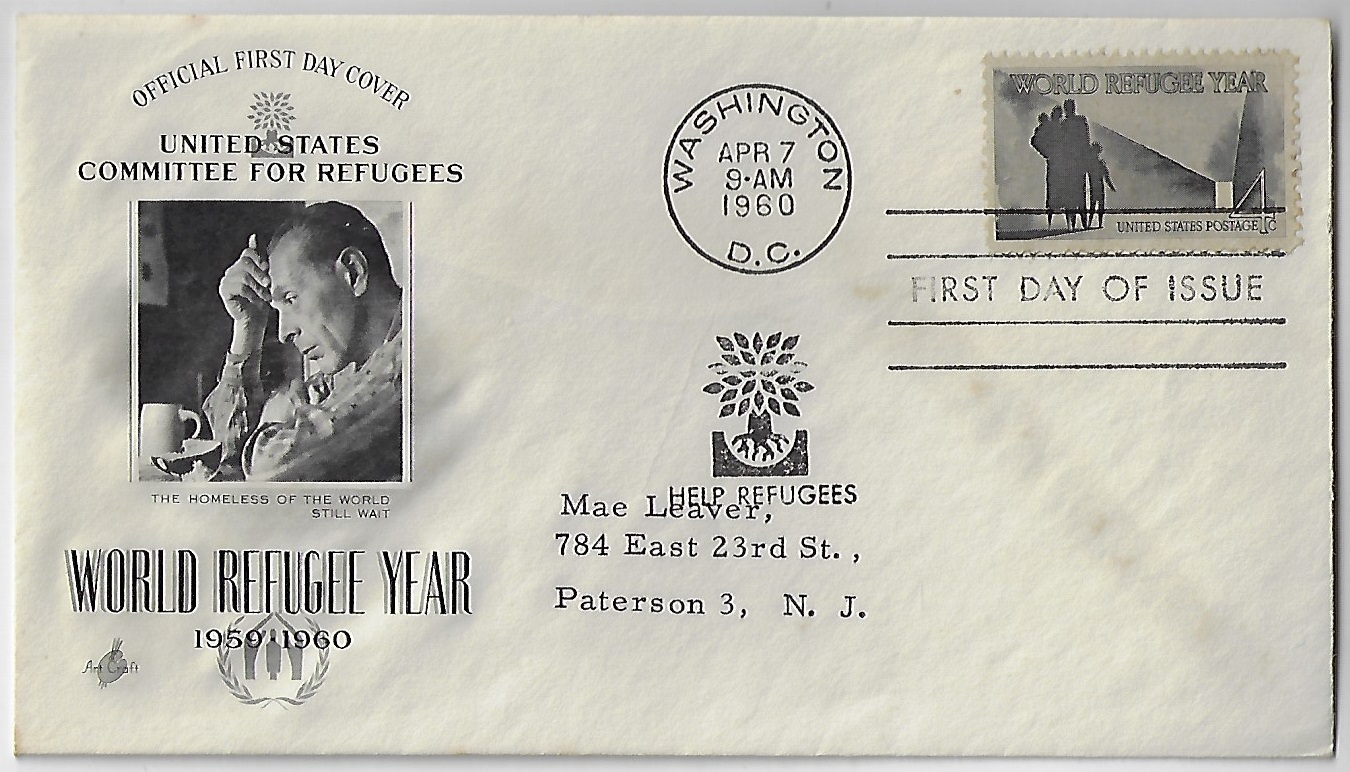 OFFICIAL FIRST DAY COVER
UNITED STATES
COMMITTEE FOR REFUGEES
THE HOMELESS OF THE WORLD
STILL WAIT
WORLD REFUGEE YEAR
1959·1960
Art Craft
WASHINGTON
APR 7
9·AM
1960
D.C.
WORLD REFUGEE YEAR
4c
UNITED STATES POSTAGE
FIRST DAY OF ISSUE
HELP REFUGEES
Mae Leaver,
784 East 23rd St.,
Paterson 3, N. J.